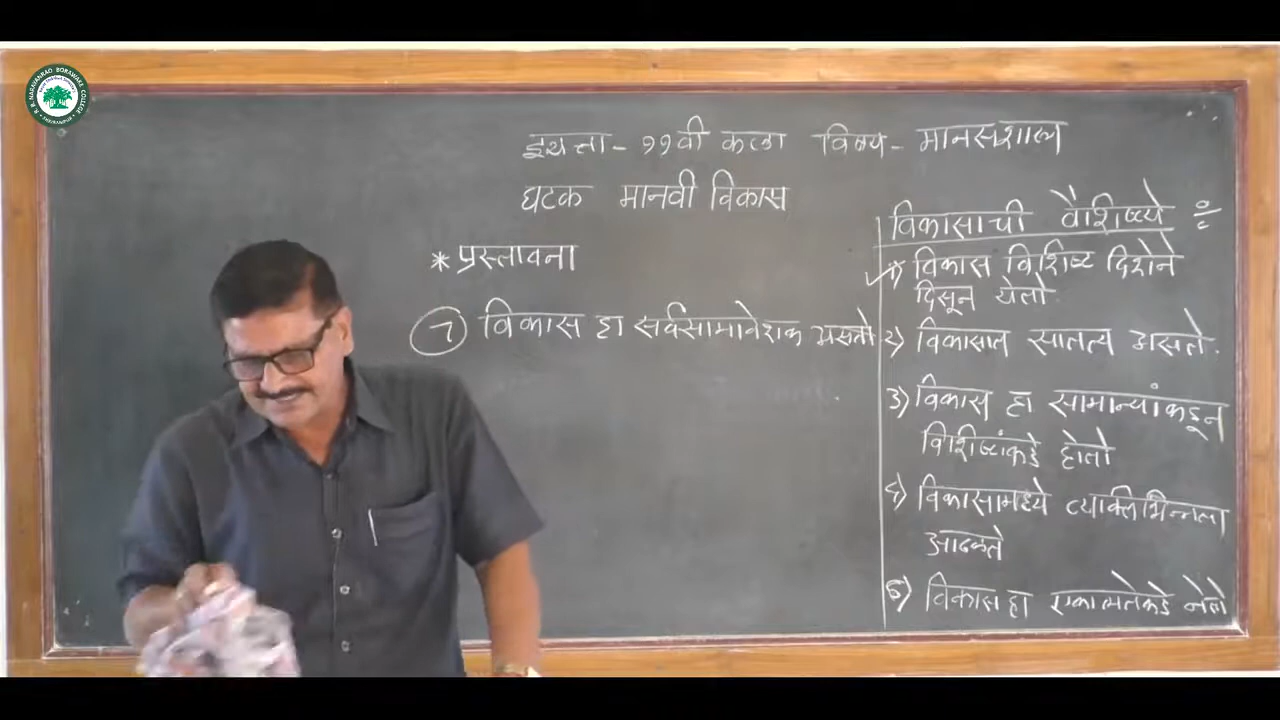 इयत्ता - ११वी कला विषय - मानसशास्त्र
घटक मानवी विकास
* प्रस्तावना
७ विकास हा सर्वसामावेशक असतो
विकासाची वैशिष्ट्ये
१) विकास विशिष्ट दिशेने
दिसून येतो.
२) विकासात सातत्य असते.
३) विकास हा सामान्यांकडून
विशिष्टांकडे होतो
४) विकासामध्ये व्यक्तिभिन्नता
आढळते
५) विकास हा एकात्मतेकडे नेतो